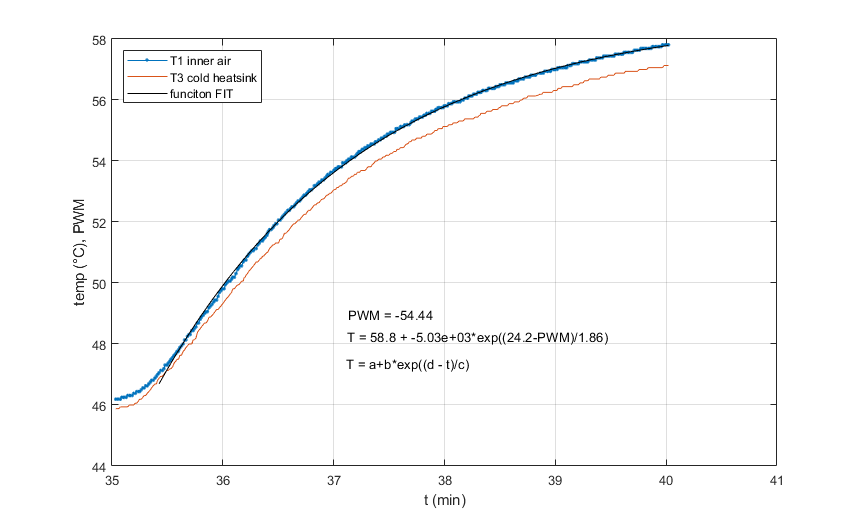 58
56
54
52
50
48
46
44
temp (°C), PWM
T1 inner air
T3 cold heatsink
funciton FIT
PWM = -54.44
T = 58.8 + -5.03e+03*exp((24.2-PWM)/1.86)
T = a+b*exp((d - t)/c)
35 36 37 38 39 40 41
t (min)